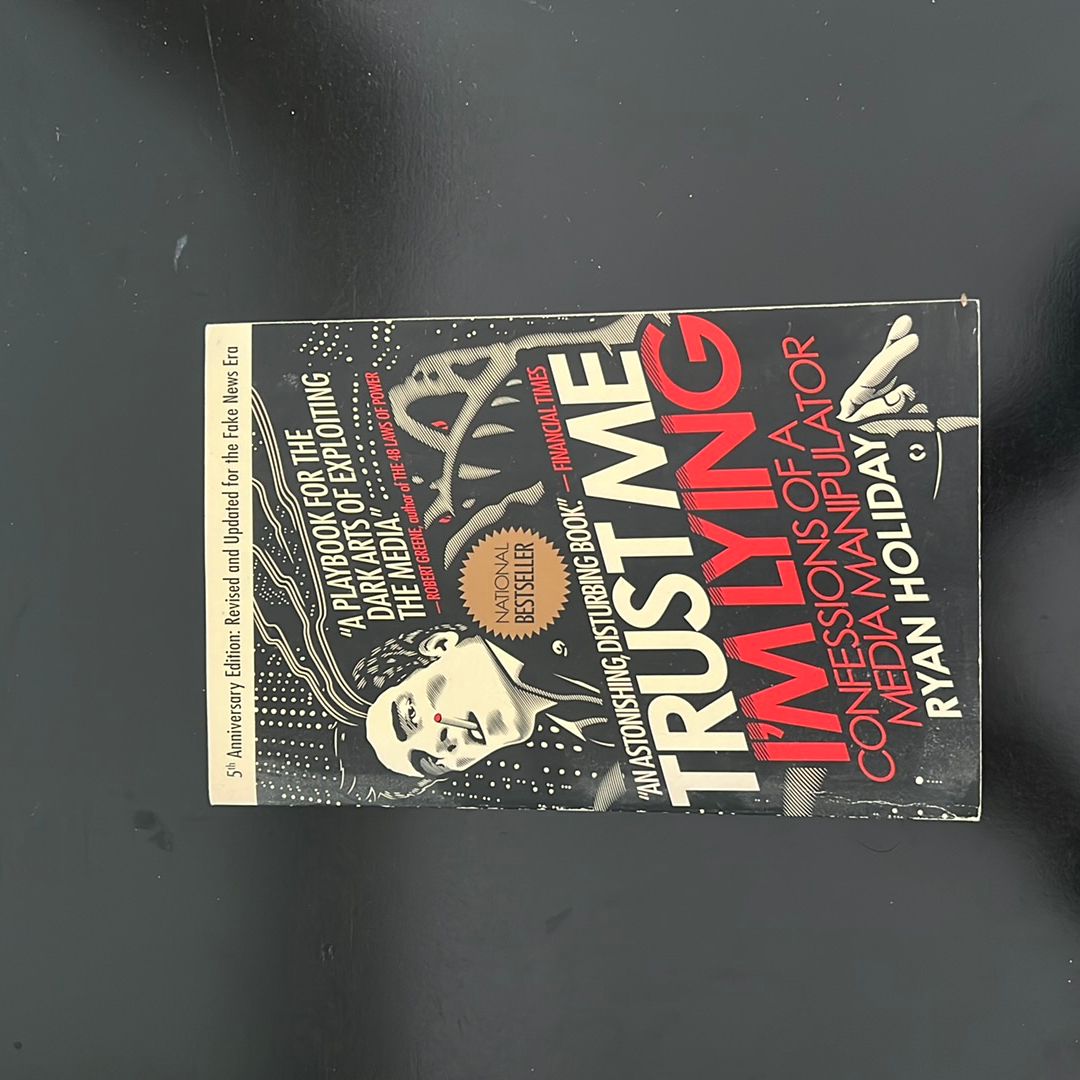 5th Anniversary Edition: Revised and Updated for the Fake News Era
"A PLAYBOOK FOR THE
DARK ARTS OF EXPLOITING
THE MEDIA."
— ROBERT GREENE, author of THE 48 LAWS OF POWER
NATIONAL
BESTSELLER
"AN ASTONISHING, DISTURBING BOOK." — FINANCIAL TIMES
TRUST ME
I'M LYING
CONFESSIONS OF A
MEDIA MANIPULATOR
RYAN HOLIDAY